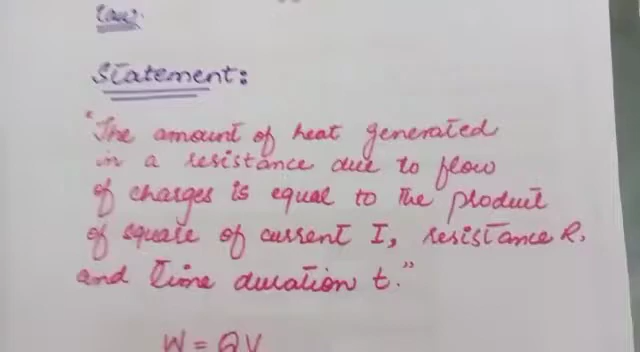 Law:
Statement:
"The amount of heat generated
in a resistance due to flow
of charges is equal to the product
of square of current I, resistance R,
and time duration t."
W = QV